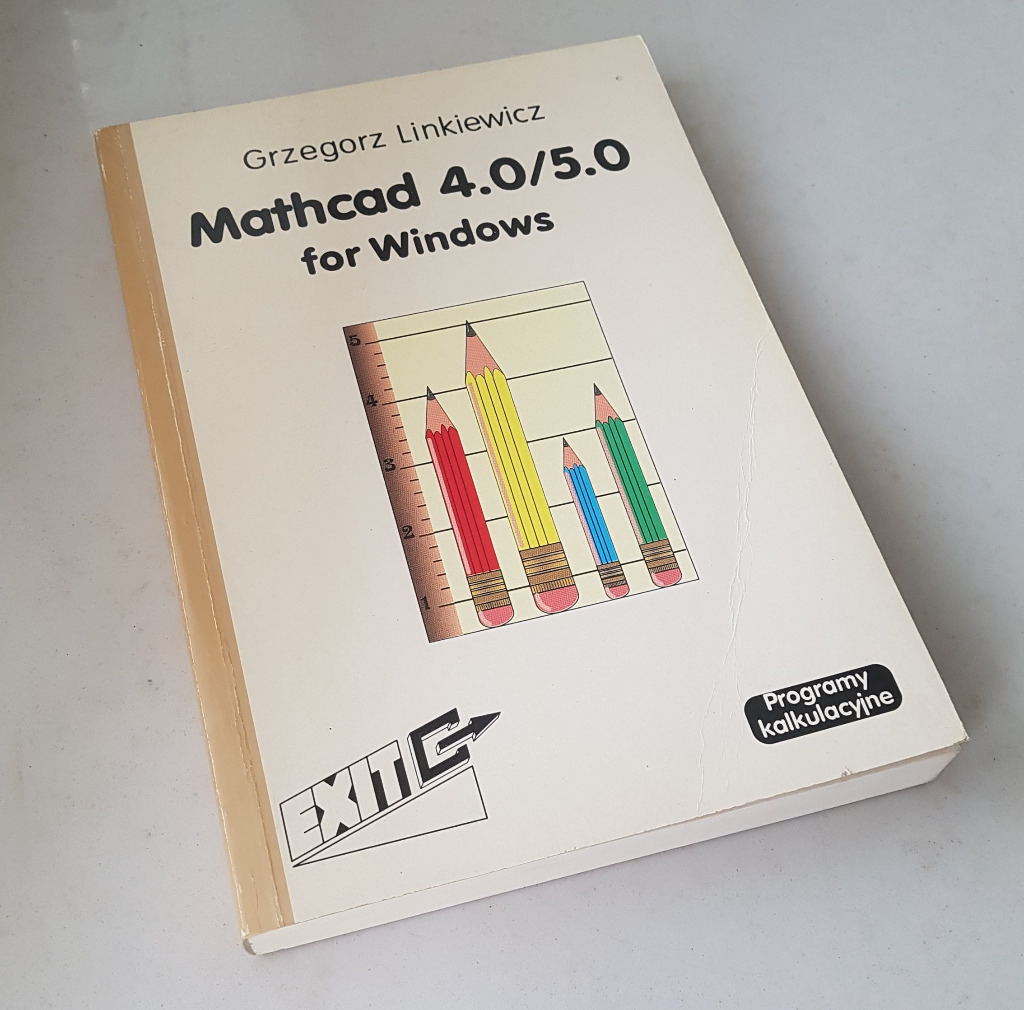 Grzegorz Linkiewicz
Mathcad 4.0/5.0
for Windows
5
4
3
2
1
Programy
kalkulacyjne
EXIT